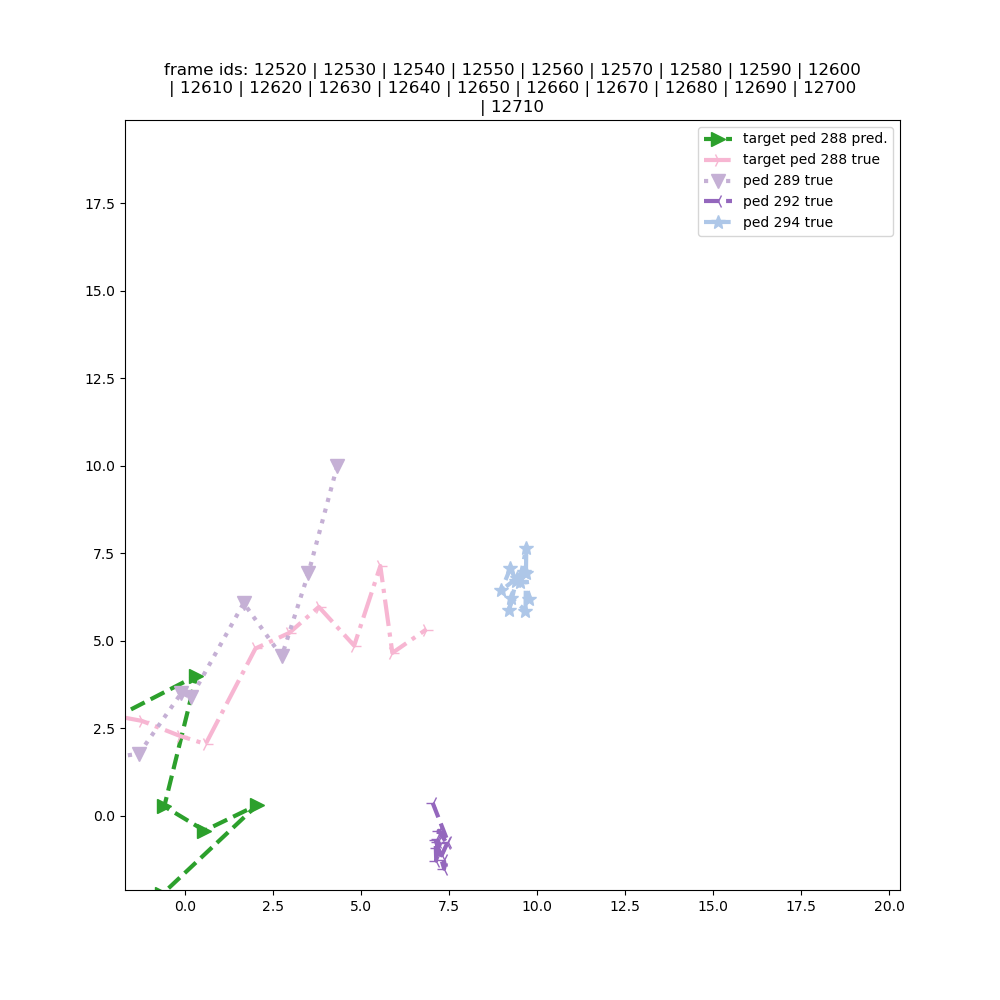 frame ids: 12520 | 12530 | 12540 | 12550 | 12560 | 12570 | 12580 | 12590 | 12600
| 12610 | 12620 | 12630 | 12640 | 12650 | 12660 | 12670 | 12680 | 12690 | 12700
| 12710
target ped 288 pred.
target ped 288 true
ped 289 true
ped 292 true
ped 294 true
17.5
15.0
12.5
10.0
7.5
5.0
2.5
0.0
0.0 2.5 5.0 7.5 10.0 12.5 15.0 17.5 20.0